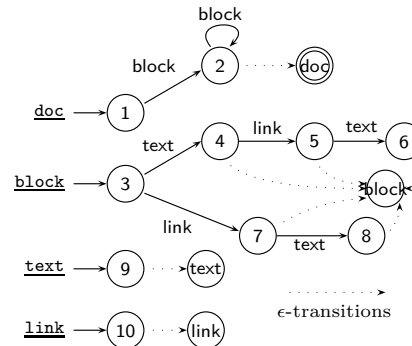 block
block 2 doc
doc 1
text 4 link 5 text 6
block 3 block
link 7 text 8
text 9 text
link 10 link
ϵ-transitions